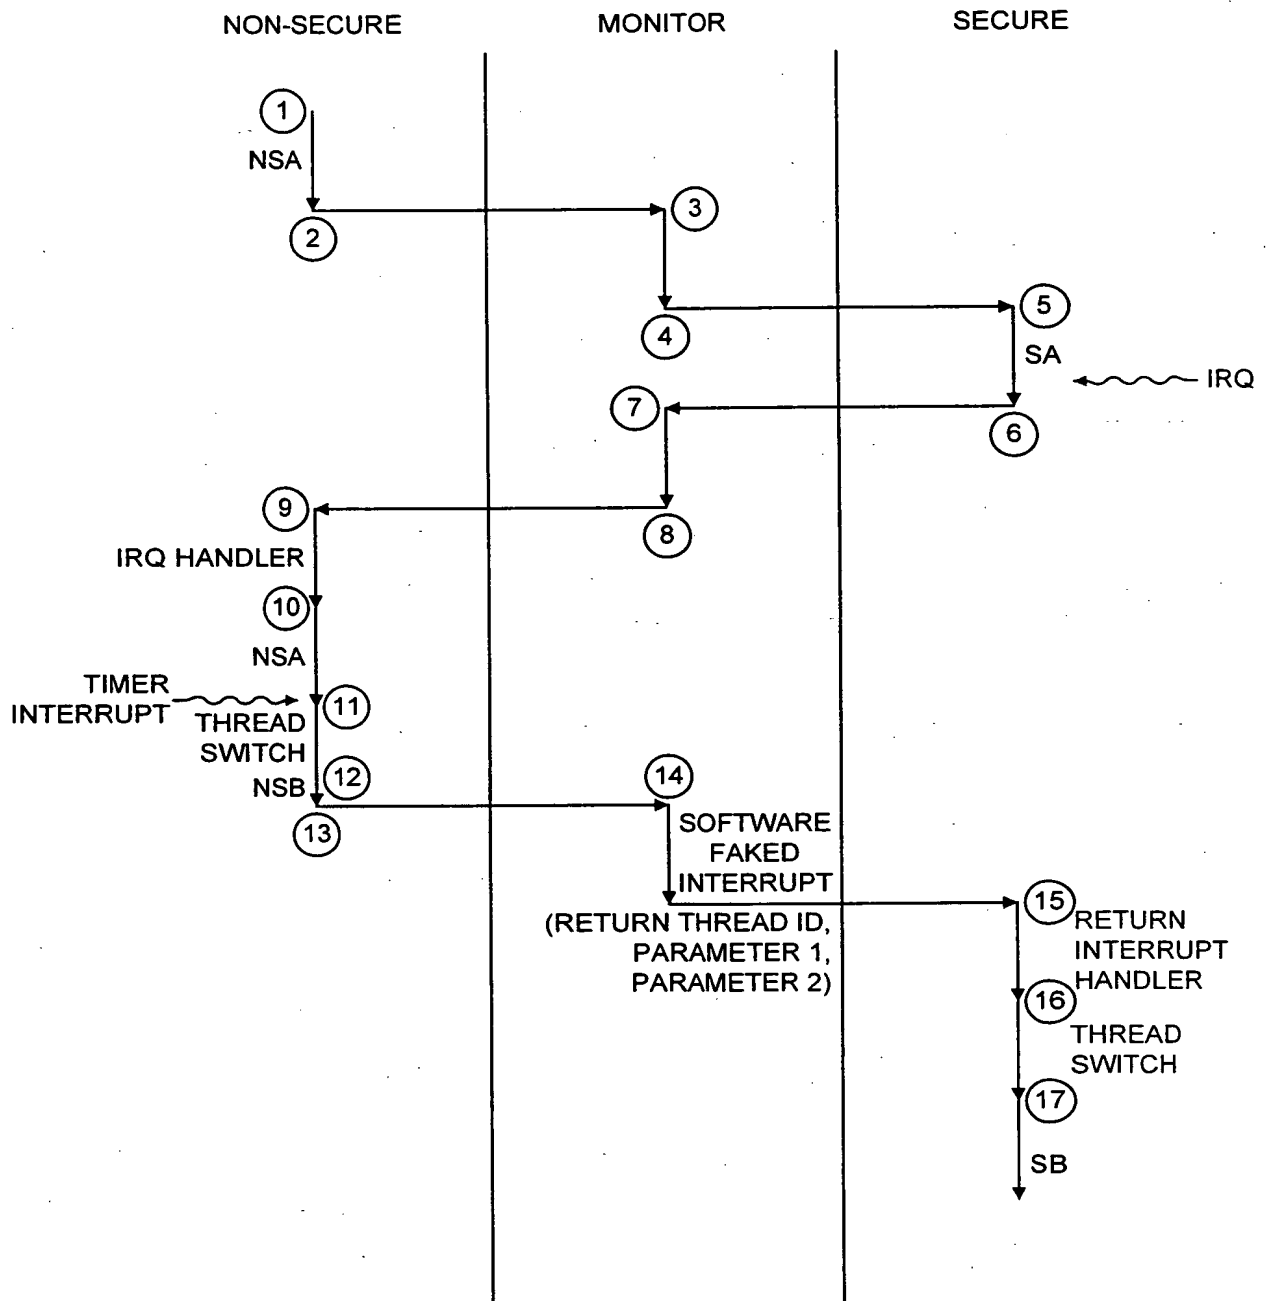 NON-SECURE
MONITOR
SECURE
1
NSA
2
3
4
5
SA
IRQ
6
7
8
9
IRQ HANDLER
10
NSA
TIMER
INTERRUPT
11
THREAD
SWITCH
12
NSB
13
14
SOFTWARE
FAKED
INTERRUPT
(RETURN THREAD ID,
PARAMETER 1,
PARAMETER 2)
15
RETURN
INTERRUPT
HANDLER
16
THREAD
SWITCH
17
SB